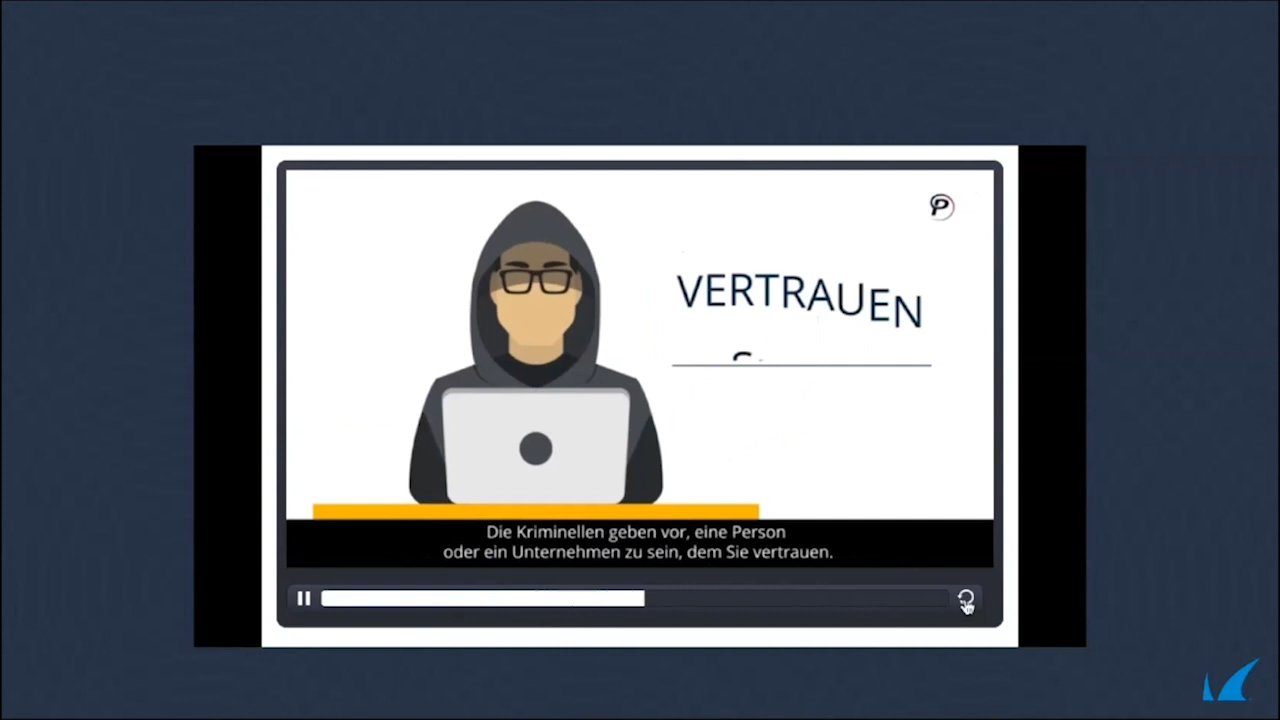 P
VERTRAUEN
Die Kriminellen geben vor, eine Person
oder ein Unternehmen zu sein, dem Sie vertrauen.